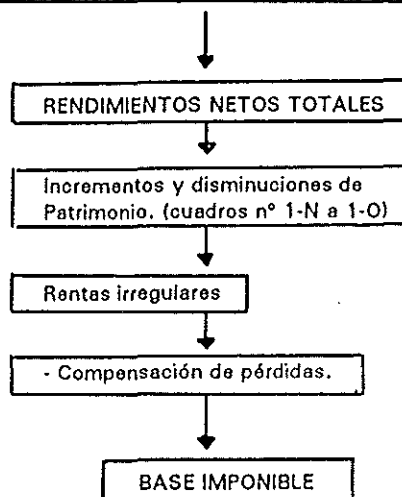 RENDIMIENTOS NETOS TOTALES
Incrementos y disminuciones de
Patrimonio. (cuadros nº 1-N a 1-O)
Rentas irregulares
- Compensación de pérdidas.
BASE IMPONIBLE